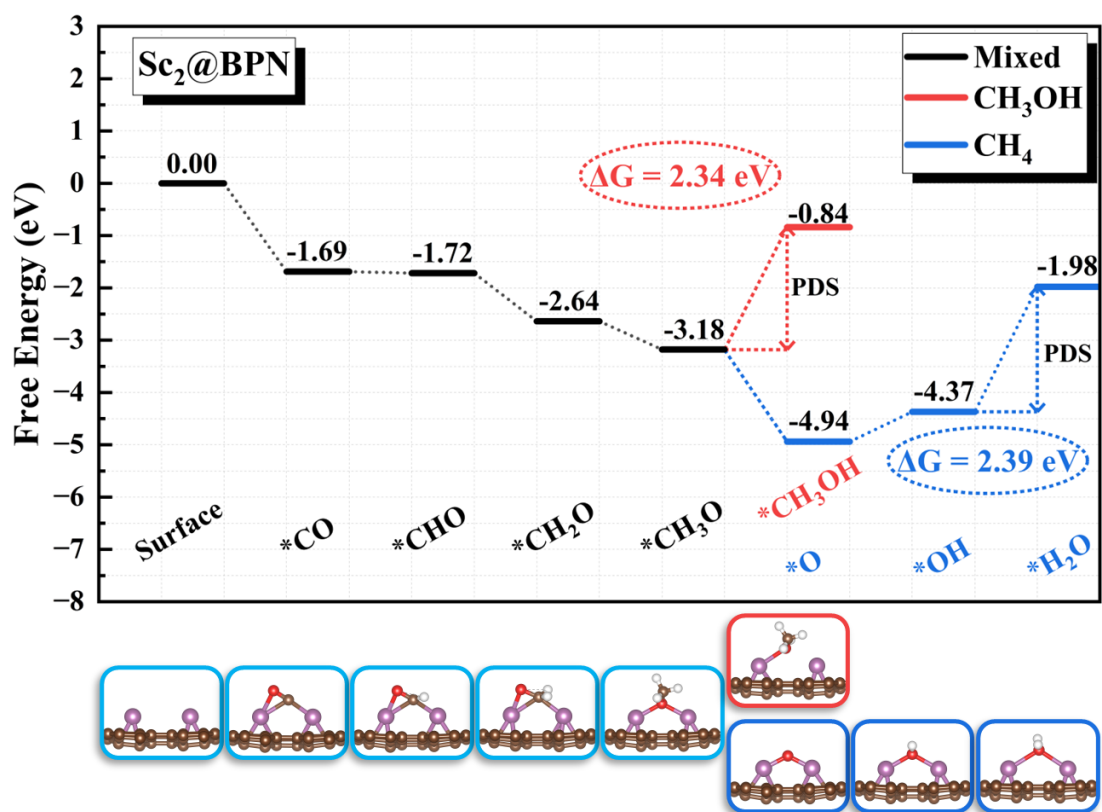 Sc₂@BPN
Mixed
CH₃OH
CH₄
Free Energy (eV)
3
2
1
0
−1
−2
−3
−4
−5
−6
−7
−8
0.00
-1.69
-1.72
-2.64
-3.18
ΔG = 2.34 eV
-0.84
PDS
-4.94
-4.37
-1.98
PDS
ΔG = 2.39 eV
Surface
*CO
*CHO
*CH₂O
*CH₃O
*CH₃OH
*O
*OH
*H₂O